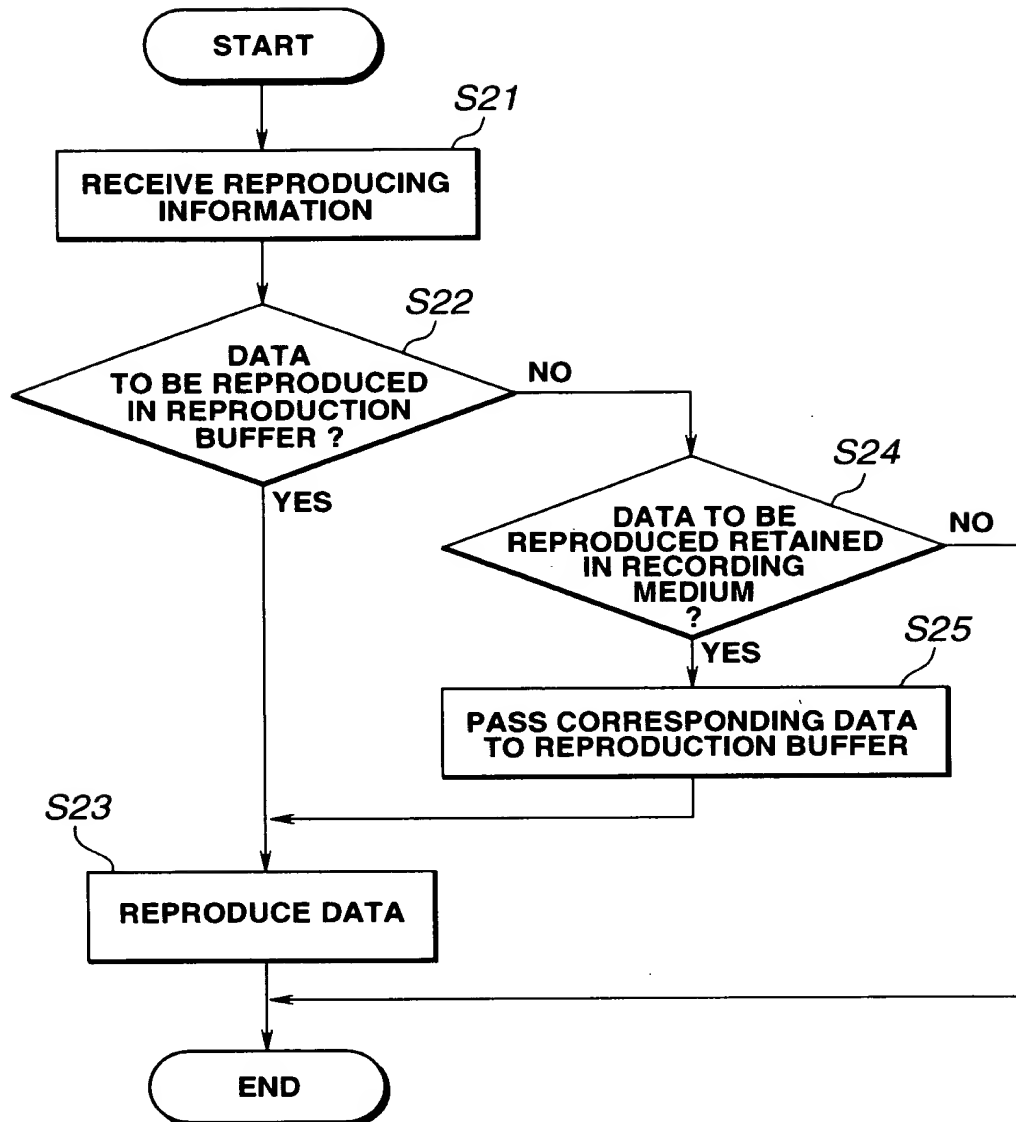 START
S21
RECEIVE REPRODUCING
INFORMATION
S22
DATA
TO BE REPRODUCED
IN REPRODUCTION
BUFFER ?
NO
YES
S24
DATA TO BE
REPRODUCED RETAINED
IN RECORDING
MEDIUM
?
NO
YES
S25
PASS CORRESPONDING DATA
TO REPRODUCTION BUFFER
S23
REPRODUCE DATA
END